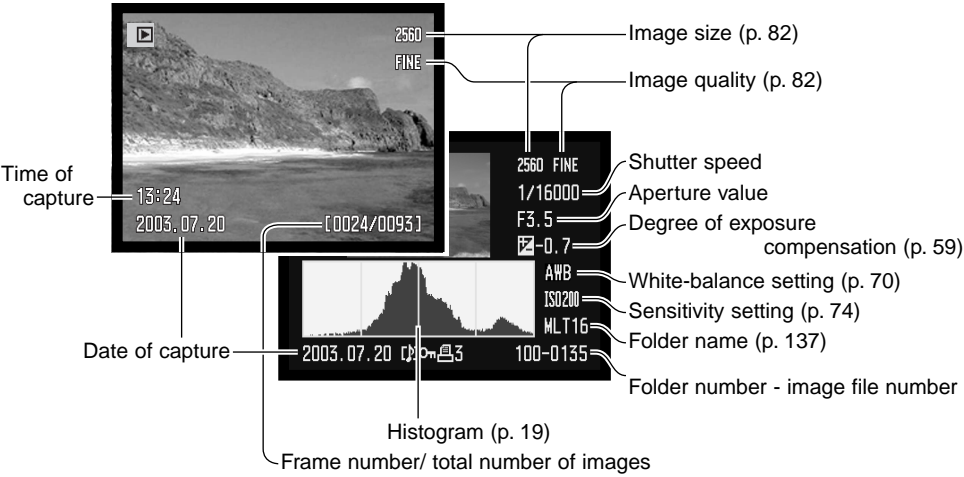 2560
FINE
13:24
2003.07.20
[0024/0093]
Time of
capture
Date of capture
2560 FINE
1/16000
F3.5
-0.7
AWB
ISO200
MLT16
2003.07.20 3 100-0135
Image size (p. 82)
Image quality (p. 82)
Shutter speed
Aperture value
Degree of exposure
compensation (p. 59)
White-balance setting (p. 70)
Sensitivity setting (p. 74)
Folder name (p. 137)
Folder number - image file number
Histogram (p. 19)
Frame number/ total number of images